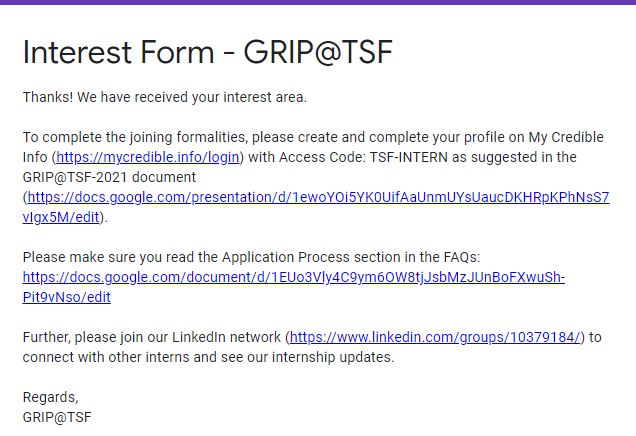 Interest Form - GRIP@TSF
Thanks! We have received your interest area.
To complete the joining formalities, please create and complete your profile on My Credible
Info (https://mycredible.info/login) with Access Code: TSF-INTERN as suggested in the
GRIP@TSF-2021 document
(https://docs.google.com/presentation/d/1ewoYOi5YK0UifAaUnmUYsUaucDKHRpKPhNsS7
vIgx5M/edit).
Please make sure you read the Application Process section in the FAQs:
https://docs.google.com/document/d/1EUo3Vly4C9ym6OW8tjJsbMzJUnBoFXwuSh-
Pit9vNso/edit
Further, please join our LinkedIn network (https://www.linkedin.com/groups/10379184/) to
connect with other interns and see our internship updates.
Regards,
GRIP@TSF